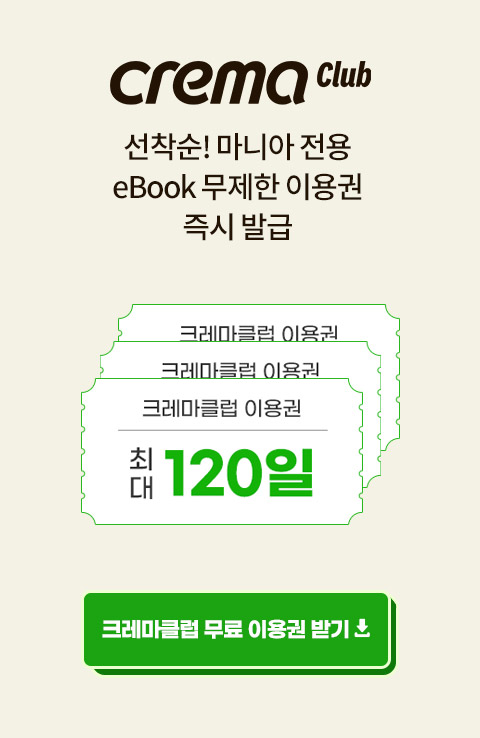 crema Club
선착순! 마니아 전용
eBook 무제한 이용권
즉시 발급
크레마클럽 이용권
크레마클럽 이용권
크레마클럽 이용권
최대 120일
크레마클럽 무료 이용권 받기